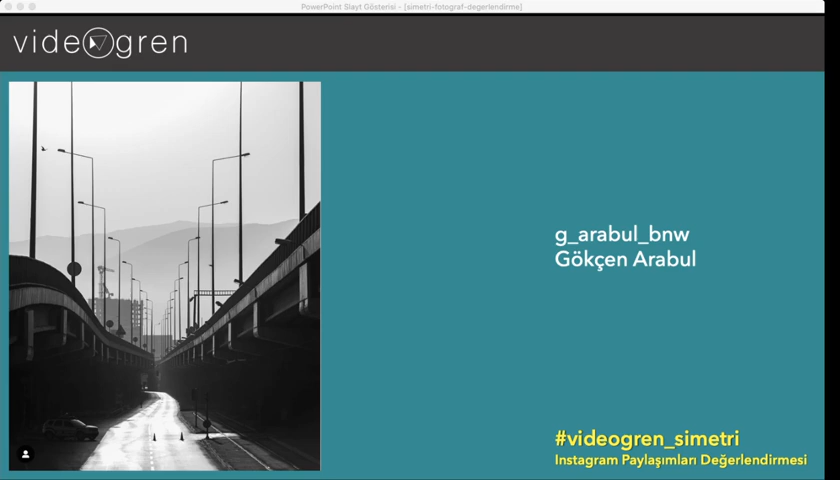 PowerPoint Slayt Gösterisi - [simetri-fotograf-degerlendirme]
videogren
g_arabul_bnw
Gökçen Arabul
#videogren_simetri
Instagram Paylaşımları Değerlendirmesi